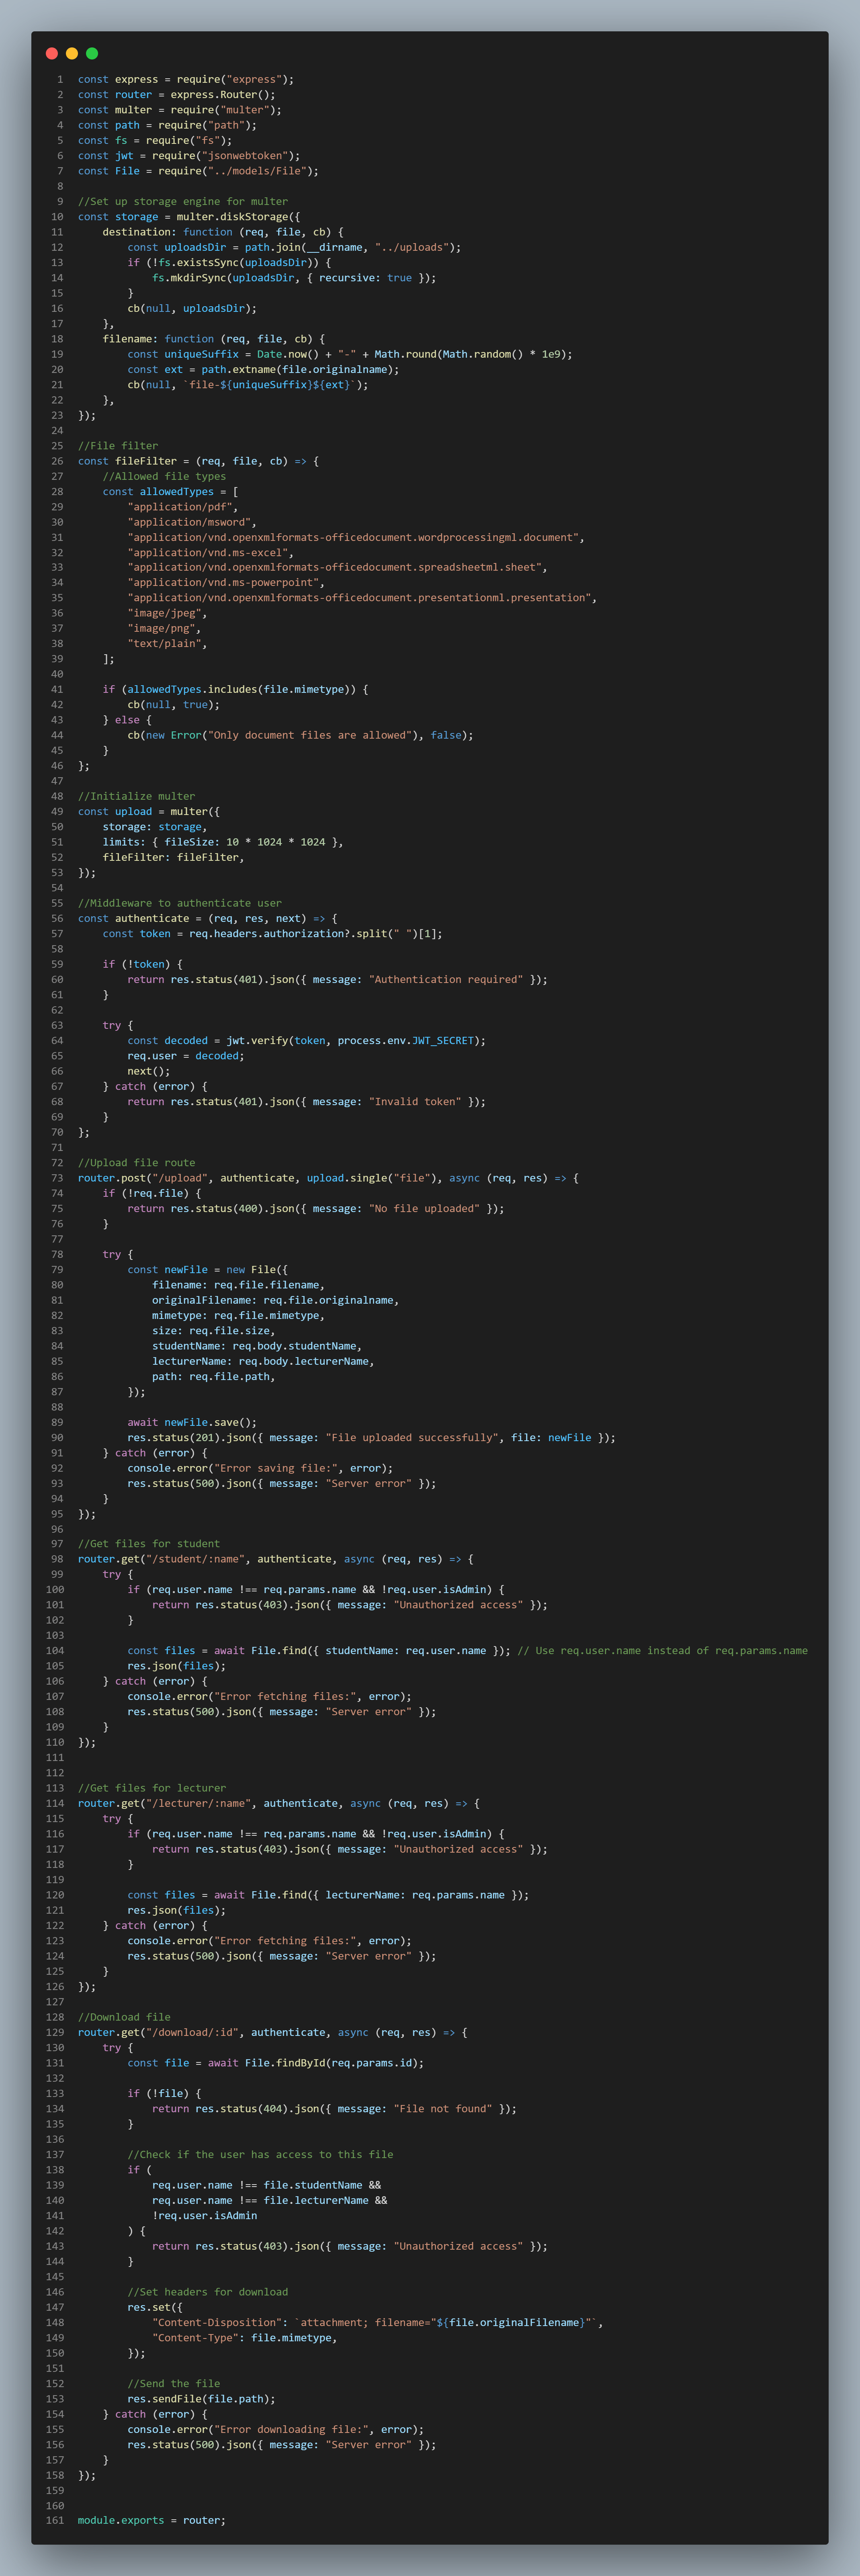 1 const express = require("express");
2 const router = express.Router();
3 const multer = require("multer");
4 const path = require("path");
5 const fs = require("fs");
6 const jwt = require("jsonwebtoken");
7 const File = require("../models/File");
8
9 //Set up storage engine for multer
10 const storage = multer.diskStorage({
11     destination: function (req, file, cb) {
12         const uploadsDir = path.join(__dirname, "../uploads");
13         if (!fs.existsSync(uploadsDir)) {
14             fs.mkdirSync(uploadsDir, { recursive: true });
15         }
16         cb(null, uploadsDir);
17     },
18     filename: function (req, file, cb) {
19         const uniqueSuffix = Date.now() + "-" + Math.round(Math.random() * 1e9);
20         const ext = path.extname(file.originalname);
21         cb(null, `file-${uniqueSuffix}${ext}`);
22     },
23 });
24
25 //File filter
26 const fileFilter = (req, file, cb) => {
27     //Allowed file types
28     const allowedTypes = [
29         "application/pdf",
30         "application/msword",
31         "application/vnd.openxmlformats-officedocument.wordprocessingml.document",
32         "application/vnd.ms-excel",
33         "application/vnd.openxmlformats-officedocument.spreadsheetml.sheet",
34         "application/vnd.ms-powerpoint",
35         "application/vnd.openxmlformats-officedocument.presentationml.presentation",
36         "image/jpeg",
37         "image/png",
38         "text/plain",
39     ];
40
41     if (allowedTypes.includes(file.mimetype)) {
42         cb(null, true);
43     } else {
44         cb(new Error("Only document files are allowed"), false);
45     }
46 };
47
48 //Initialize multer
49 const upload = multer({
50     storage: storage,
51     limits: { fileSize: 10 * 1024 * 1024 },
52     fileFilter: fileFilter,
53 });
54
55 //Middleware to authenticate user
56 const authenticate = (req, res, next) => {
57     const token = req.headers.authorization?.split(" ")[1];
58
59     if (!token) {
60         return res.status(401).json({ message: "Authentication required" });
61     }
62
63     try {
64         const decoded = jwt.verify(token, process.env.JWT_SECRET);
65         req.user = decoded;
66         next();
67     } catch (error) {
68         return res.status(401).json({ message: "Invalid token" });
69     }
70 };
71
72 //Upload file route
73 router.post("/upload", authenticate, upload.single("file"), async (req, res) => {
74     if (!req.file) {
75         return res.status(400).json({ message: "No file uploaded" });
76     }
77
78     try {
79         const newFile = new File({
80             filename: req.file.filename,
81             originalFilename: req.file.originalname,
82             mimetype: req.file.mimetype,
83             size: req.file.size,
84             studentName: req.body.studentName,
85             lecturerName: req.body.lecturerName,
86             path: req.file.path,
87         });
88
89         await newFile.save();
90         res.status(201).json({ message: "File uploaded successfully", file: newFile });
91     } catch (error) {
92         console.error("Error saving file:", error);
93         res.status(500).json({ message: "Server error" });
94     }
95 });
96
97 //Get files for student
98 router.get("/student/:name", authenticate, async (req, res) => {
99     try {
100         if (req.user.name !== req.params.name && !req.user.isAdmin) {
101             return res.status(403).json({ message: "Unauthorized access" });
102         }
103
104         const files = await File.find({ studentName: req.user.name }); // Use req.user.name instead of req.params.name
105         res.json(files);
106     } catch (error) {
107         console.error("Error fetching files:", error);
108         res.status(500).json({ message: "Server error" });
109     }
110 });
111
112
113 //Get files for lecturer
114 router.get("/lecturer/:name", authenticate, async (req, res) => {
115     try {
116         if (req.user.name !== req.params.name && !req.user.isAdmin) {
117             return res.status(403).json({ message: "Unauthorized access" });
118         }
119
120         const files = await File.find({ lecturerName: req.params.name });
121         res.json(files);
122     } catch (error) {
123         console.error("Error fetching files:", error);
124         res.status(500).json({ message: "Server error" });
125     }
126 });
127
128 //Download file
129 router.get("/download/:id", authenticate, async (req, res) => {
130     try {
131         const file = await File.findById(req.params.id);
132
133         if (!file) {
134             return res.status(404).json({ message: "File not found" });
135         }
136
137         //Check if the user has access to this file
138         if (
139             req.user.name !== file.studentName &&
140             req.user.name !== file.lecturerName &&
141             !req.user.isAdmin
142         ) {
143             return res.status(403).json({ message: "Unauthorized access" });
144         }
145
146         //Set headers for download
147         res.set({
148             "Content-Disposition": `attachment; filename="${file.originalFilename}"`,
149             "Content-Type": file.mimetype,
150         });
151
152         //Send the file
153         res.sendFile(file.path);
154     } catch (error) {
155         console.error("Error downloading file:", error);
156         res.status(500).json({ message: "Server error" });
157     }
158 });
159
160
161 module.exports = router;